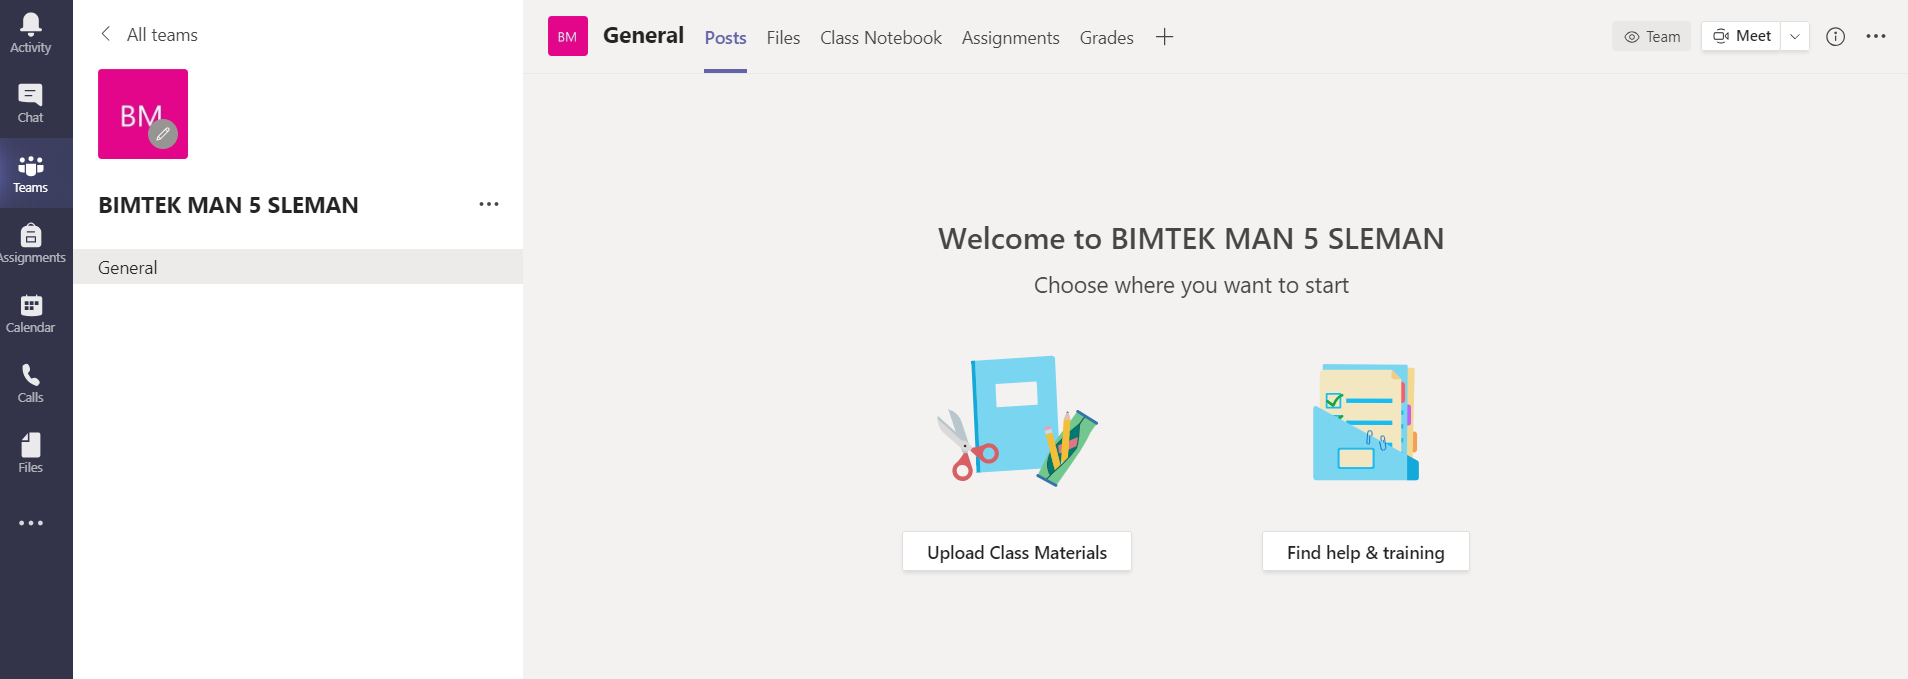 Activity
Chat
Teams
Assignments
Calendar
Calls
Files
All teams
BM
BIMTEK MAN 5 SLEMAN
General
BM
General
Posts
Files
Class Notebook
Assignments
Grades
Team
Meet
Welcome to BIMTEK MAN 5 SLEMAN
Choose where you want to start
Upload Class Materials
Find help & training